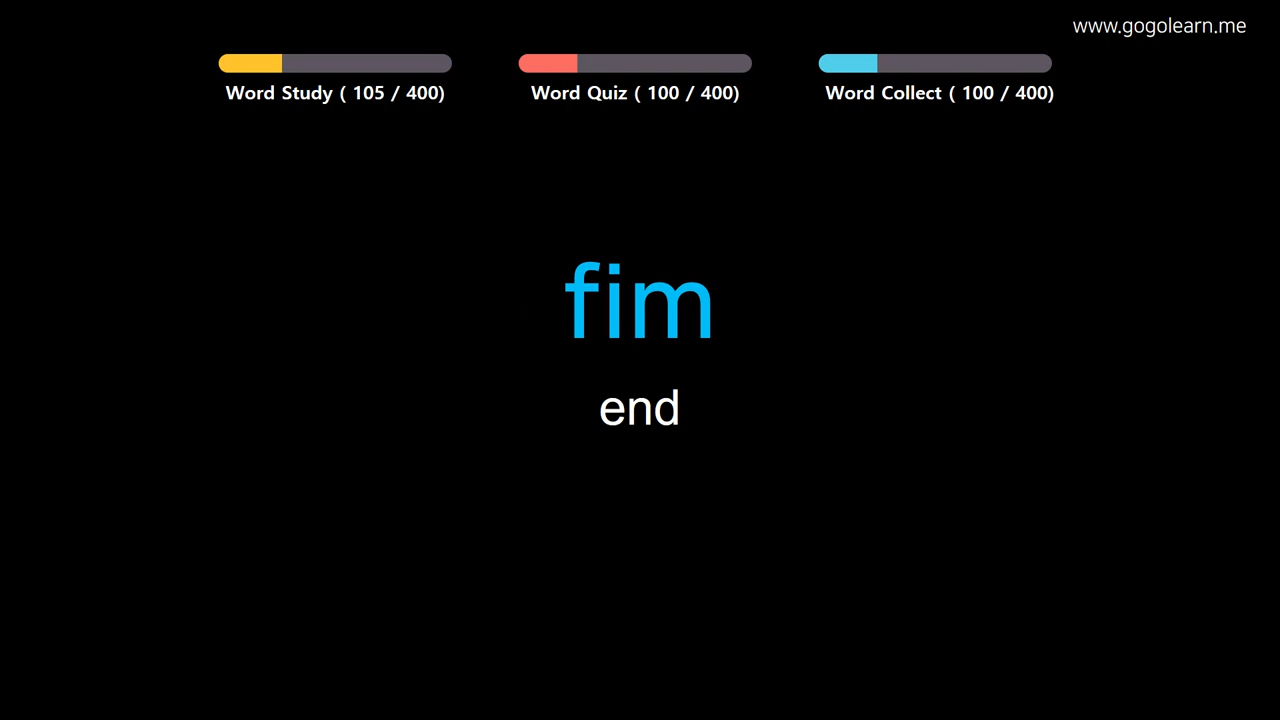 www.gogolearn.me
Word Study ( 105 / 400)
Word Quiz ( 100 / 400)
Word Collect ( 100 / 400)
fim
end